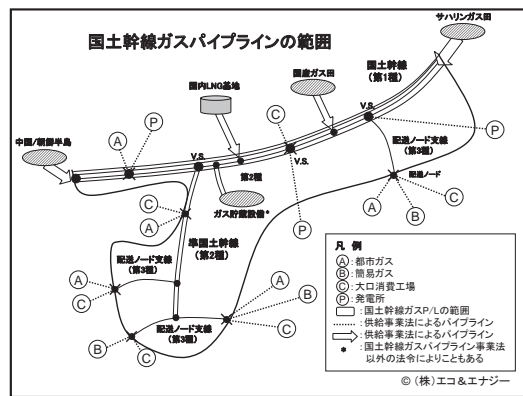 国土幹線ガスパイプラインの範囲
サハリンガス田
国土幹線
(第1種)
国産ガス田
国内LNG基地
中国/朝鮮半島
A
P
V.S.
C
V.S.
V.S.
P
第2種
配送ノード支線
(第3種)
配送ノード
ガス貯蔵設備*
P
A
B
C
C
A
準国土幹線
(第2種)
配送ノード支線
(第3種)
A
C
A
B
C
配送ノード支線
(第3種)
B
C
凡 例
A:都市ガス
B:簡易ガス
C:大口消費工場
P:発電所
:国土幹線ガスP/Lの範囲
:供給事業法によるパイプライン
:供給事業法によるパイプライン
* :国土幹線ガスパイプライン事業法
以外の法令によりこともある
© (株)エコ&エナジー